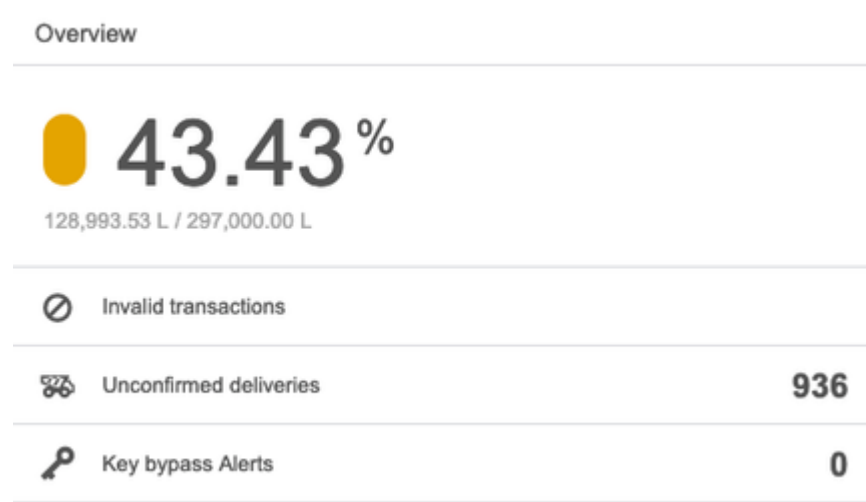 Overview
43.43%
128,993.53 L / 297,000.00 L
Invalid transactions
Unconfirmed deliveries 936
Key bypass Alerts 0